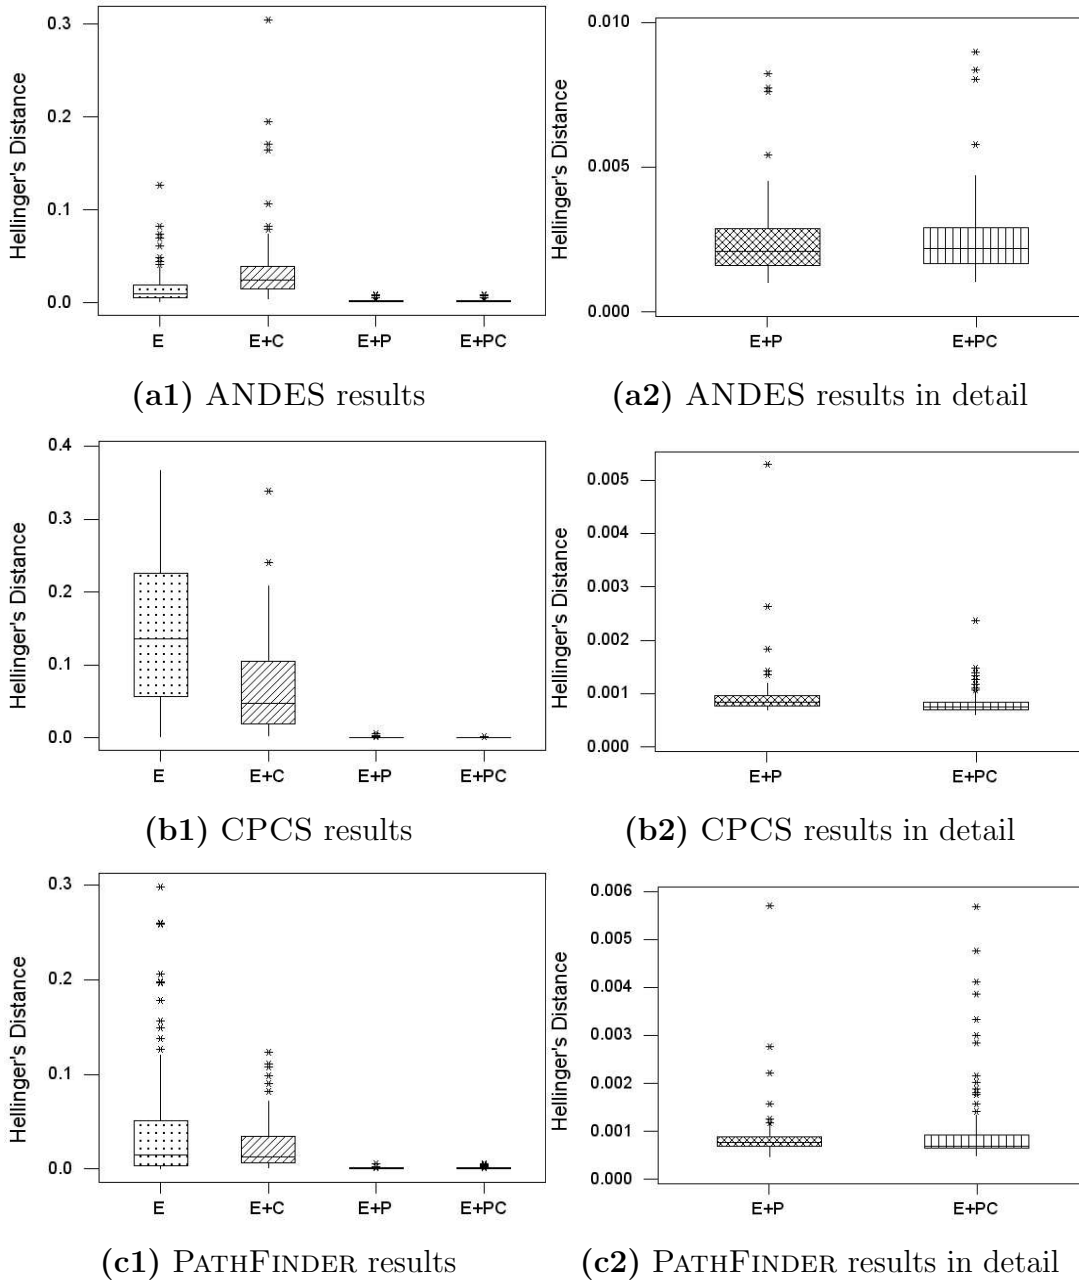 Hellinger's Distance
0.3
0.2
0.1
0.0
E E+C E+P E+PC
(a1) ANDES results
Hellinger's Distance
0.010
0.005
0.000
E+P E+PC
(a2) ANDES results in detail
Hellinger's Distance
0.4
0.3
0.2
0.1
0.0
E E+C E+P E+PC
(b1) CPCS results
Hellinger's Distance
0.005
0.004
0.003
0.002
0.001
0.000
E+P E+PC
(b2) CPCS results in detail
Hellinger's Distance
0.3
0.2
0.1
0.0
E E+C E+P E+PC
(c1) PATHFINDER results
Hellinger's Distance
0.006
0.005
0.004
0.003
0.002
0.001
0.000
E+P E+PC
(c2) PATHFINDER results in detail